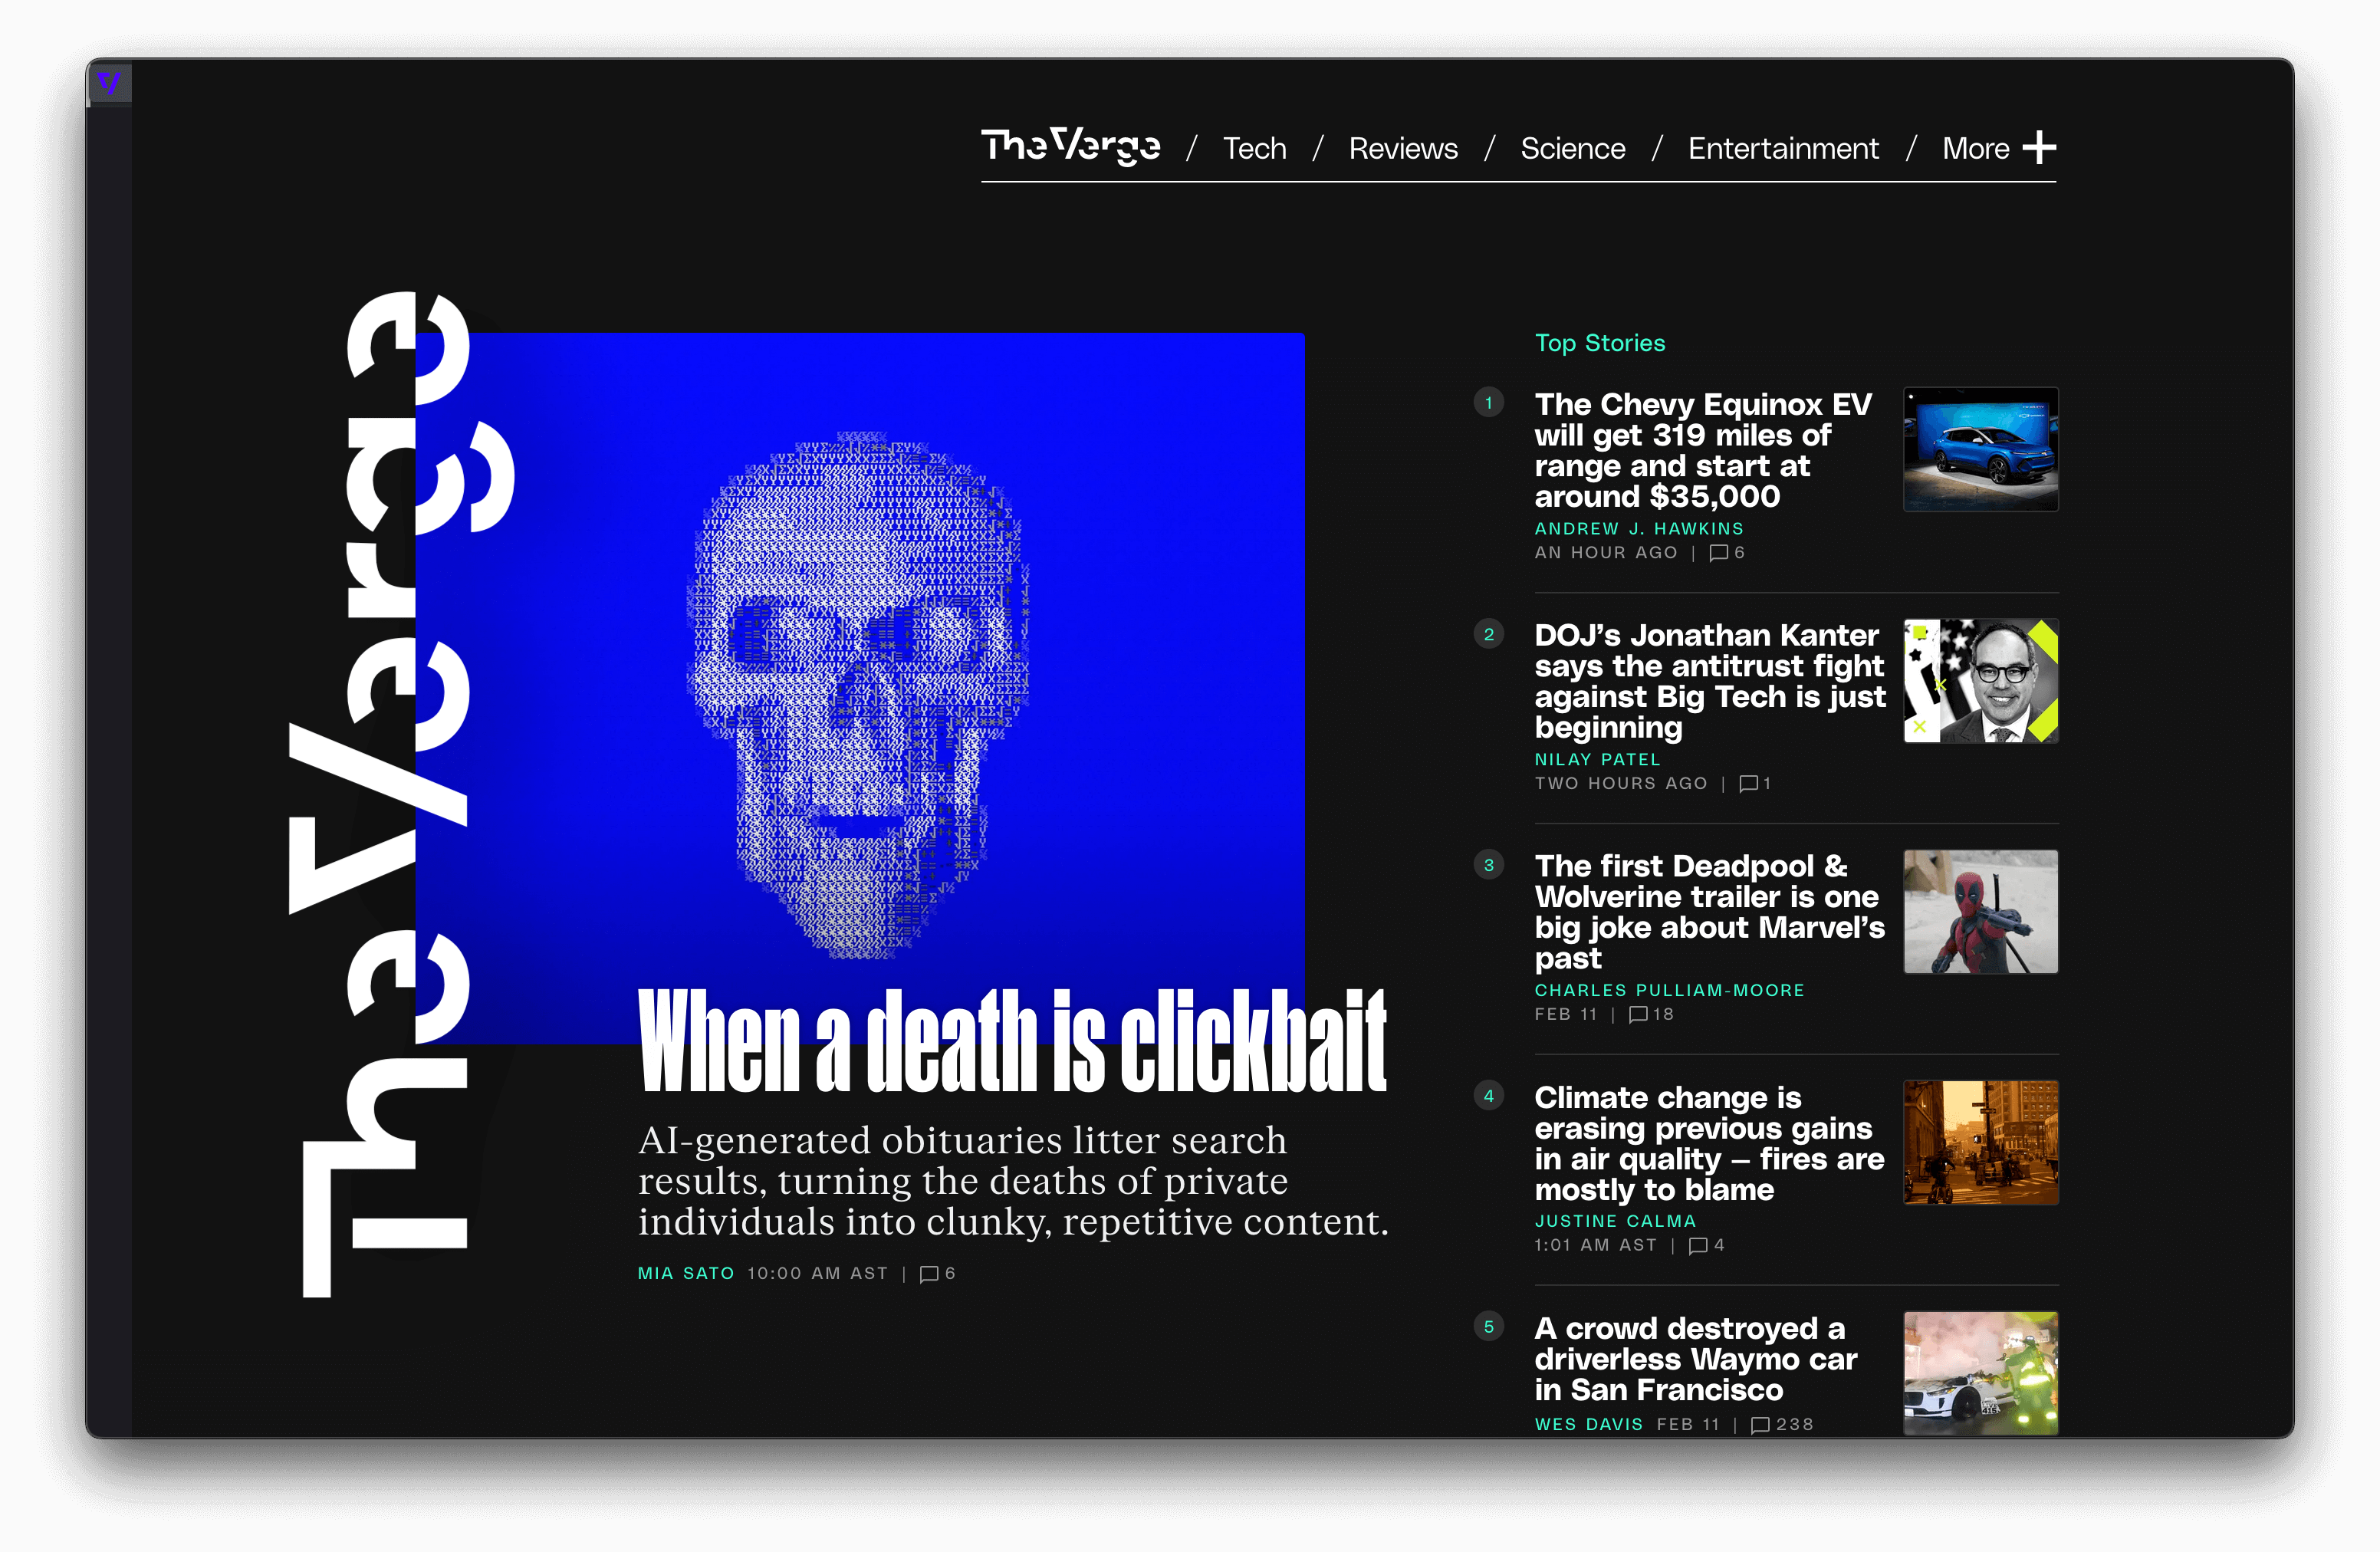 The Verge / Tech / Reviews / Science / Entertainment / More
The Verge
When a death is clickbait
AI-generated obituaries litter search
results, turning the deaths of private
individuals into clunky, repetitive content.
MIA SATO 10:00 AM AST | 6
Top Stories
1
The Chevy Equinox EV
will get 319 miles of
range and start at
around $35,000
ANDREW J. HAWKINS
AN HOUR AGO | 6
2
DOJ’s Jonathan Kanter
says the antitrust fight
against Big Tech is just
beginning
NILAY PATEL
TWO HOURS AGO | 1
3
The first Deadpool &
Wolverine trailer is one
big joke about Marvel’s
past
CHARLES PULLIAM-MOORE
FEB 11 | 18
4
Climate change is
erasing previous gains
in air quality — fires are
mostly to blame
JUSTINE CALMA
1:01 AM AST | 4
5
A crowd destroyed a
driverless Waymo car
in San Francisco
WES DAVIS FEB 11 | 238